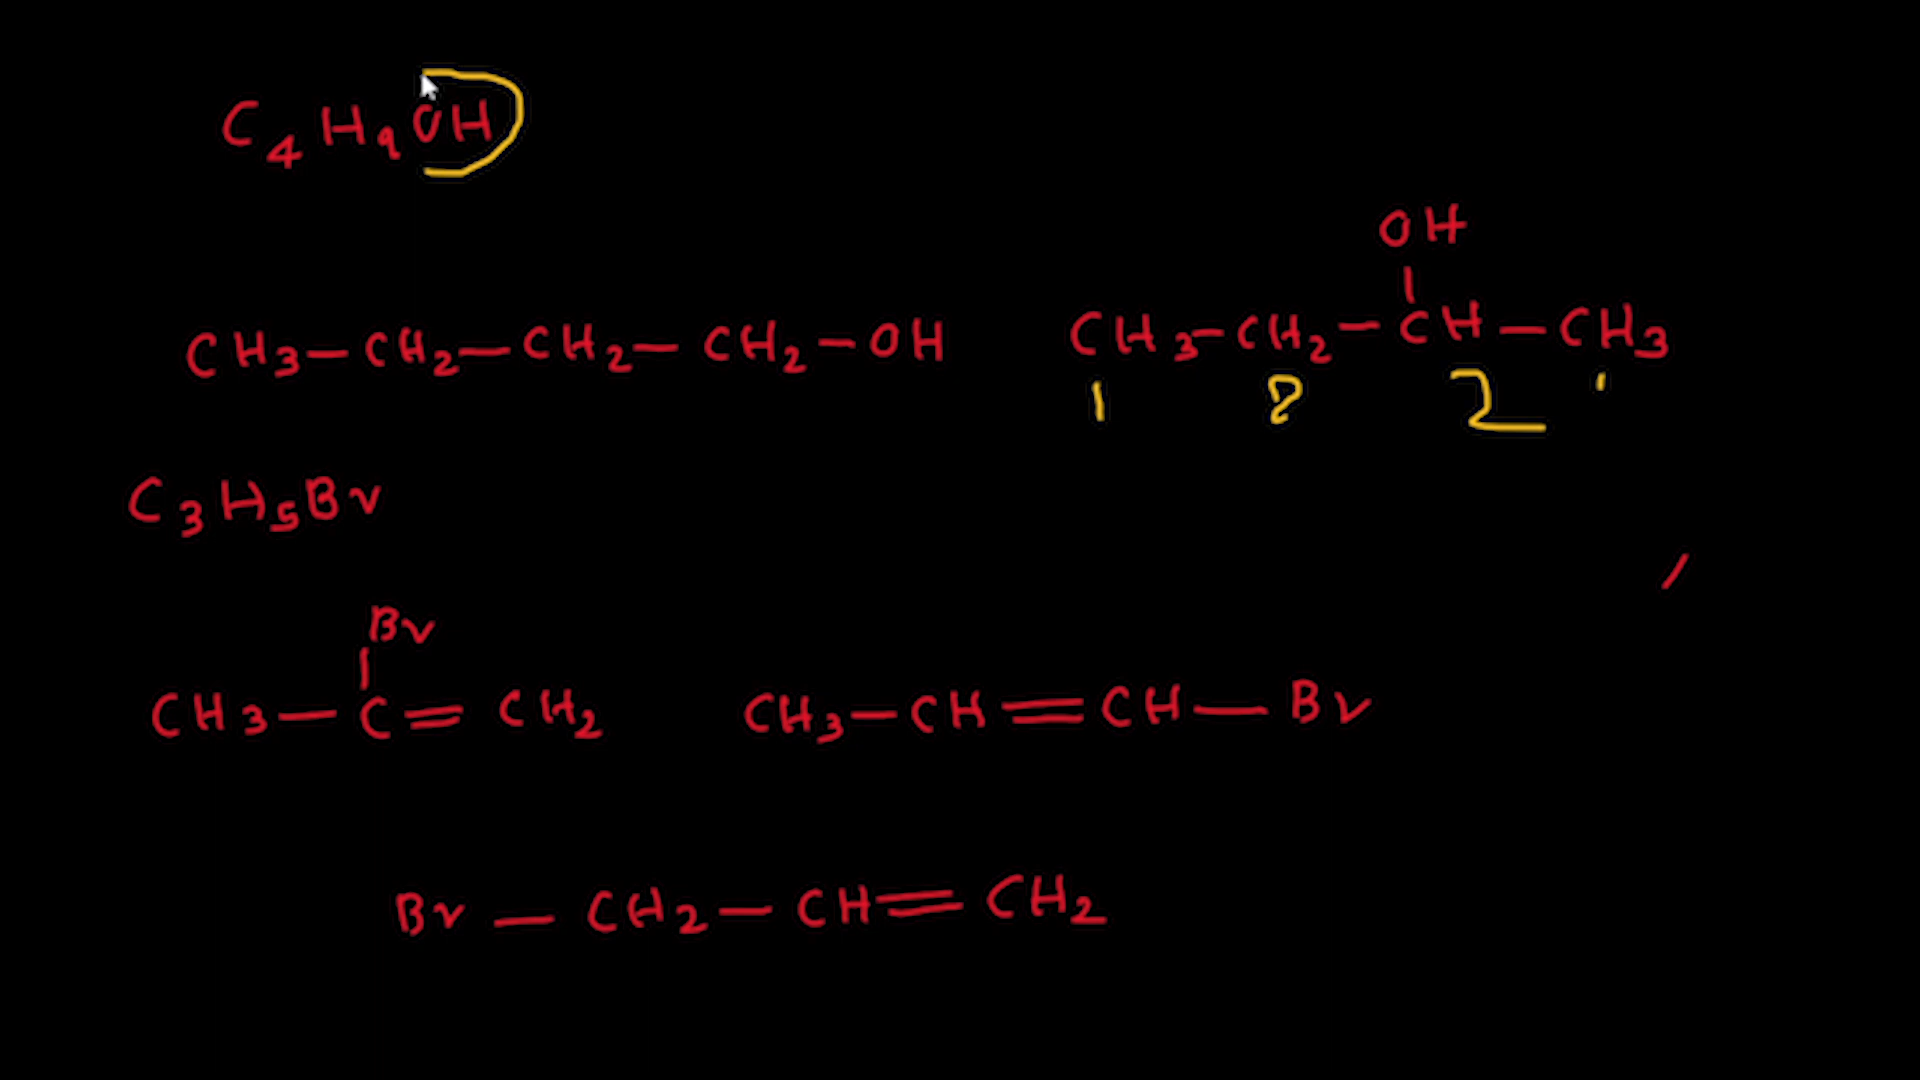 C4H9OH
OH
CH3-CH2-CH2-CH2-OH CH3-CH2-CH-CH3
1 2 2 1
C3H5Br
Br
CH3-C=CH2 CH3-CH=CH-Br
Br-CH2-CH=CH2